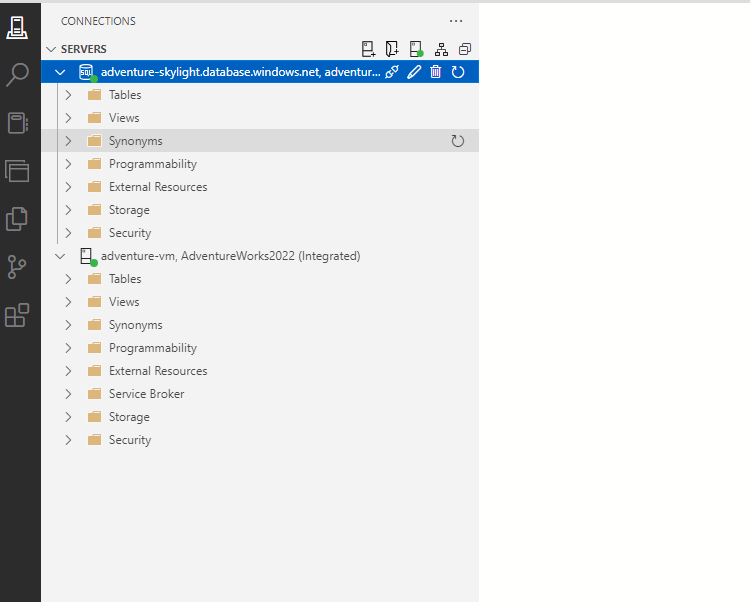 CONNECTIONS
SERVERS
adventure-skylight.database.windows.net, adventur...
Tables
Views
Synonyms
Programmability
External Resources
Storage
Security
adventure-vm, AdventureWorks2022 (Integrated)
Tables
Views
Synonyms
Programmability
External Resources
Service Broker
Storage
Security